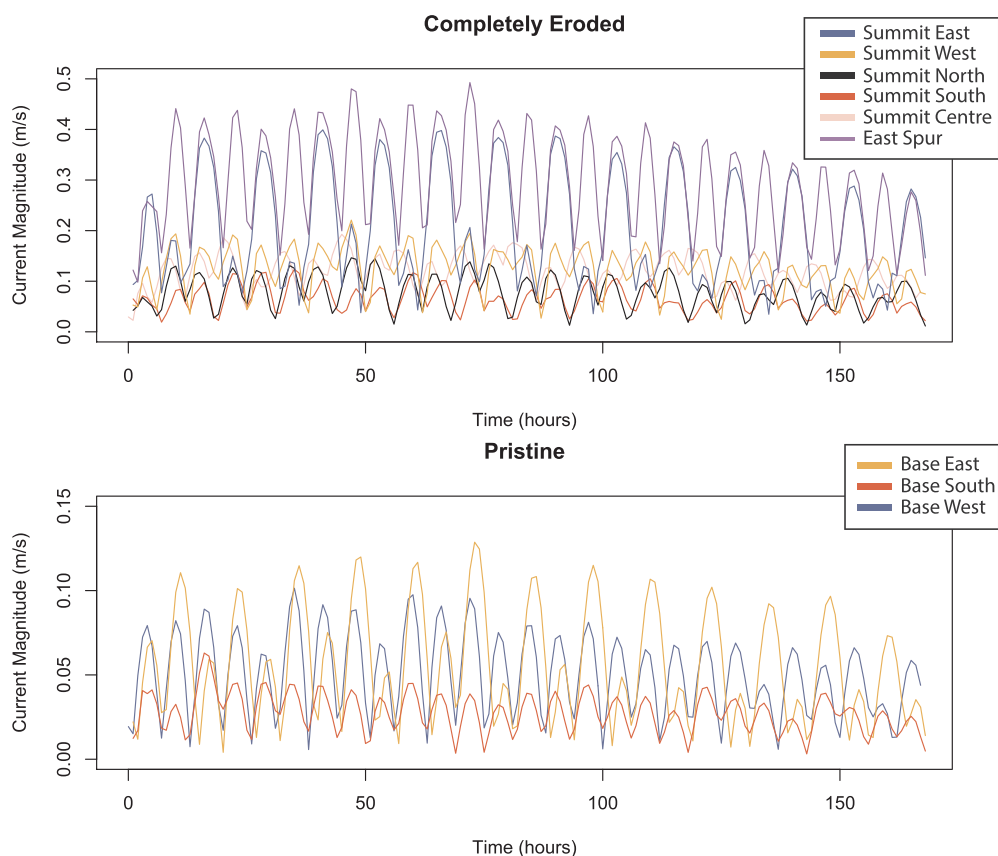 Completely Eroded
Summit East
Summit West
Summit North
Summit South
Summit Centre
East Spur
Current Magnitude (m/s)
0.5
0.4
0.3
0.2
0.1
0.0
0 50 100 150
Time (hours)
Pristine
Base East
Base South
Base West
Current Magnitude (m/s)
0.15
0.10
0.05
0.00
0 50 100 150
Time (hours)